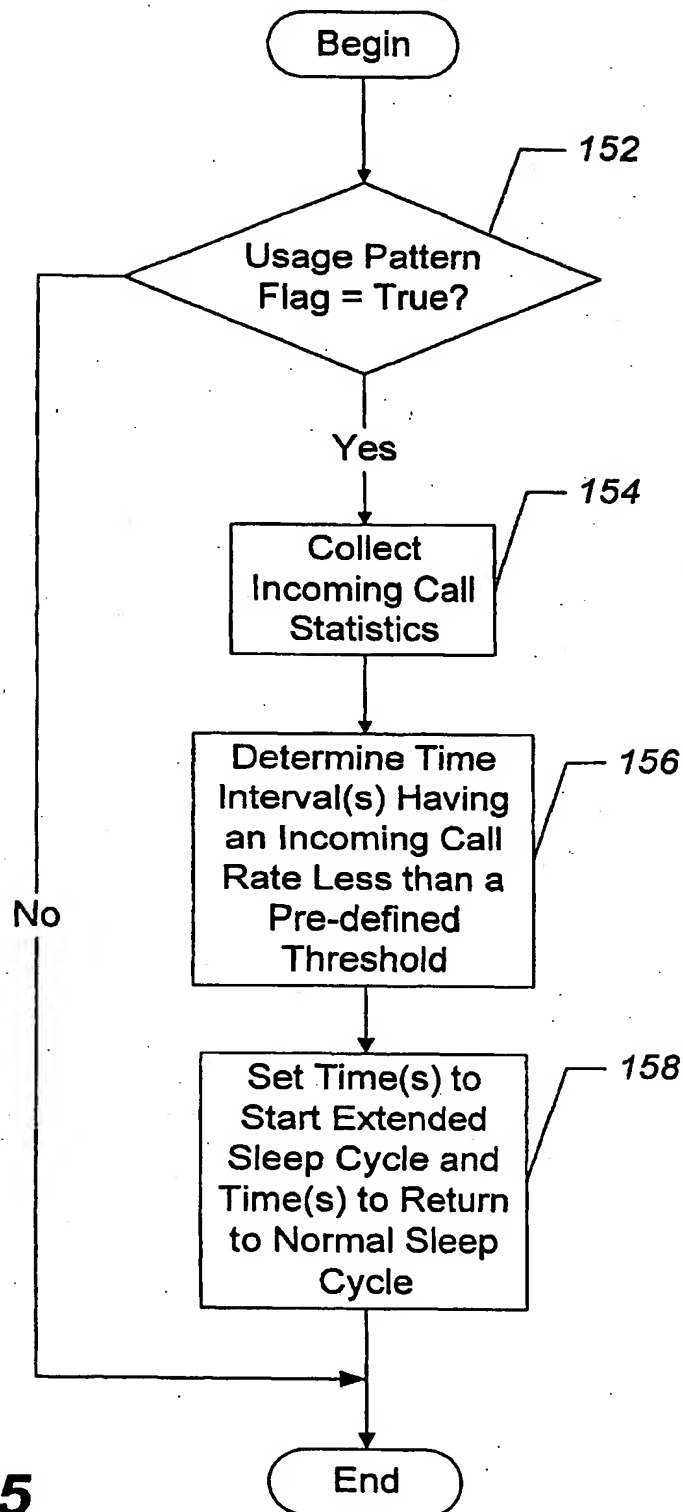 Begin
152
Usage Pattern
Flag = True?
Yes
154
Collect
Incoming Call
Statistics
Determine Time
Interval(s) Having
an Incoming Call
Rate Less than a
Pre-defined
Threshold
156
No
Set Time(s) to
Start Extended
Sleep Cycle and
Time(s) to Return
to Normal Sleep
Cycle
158
End
5